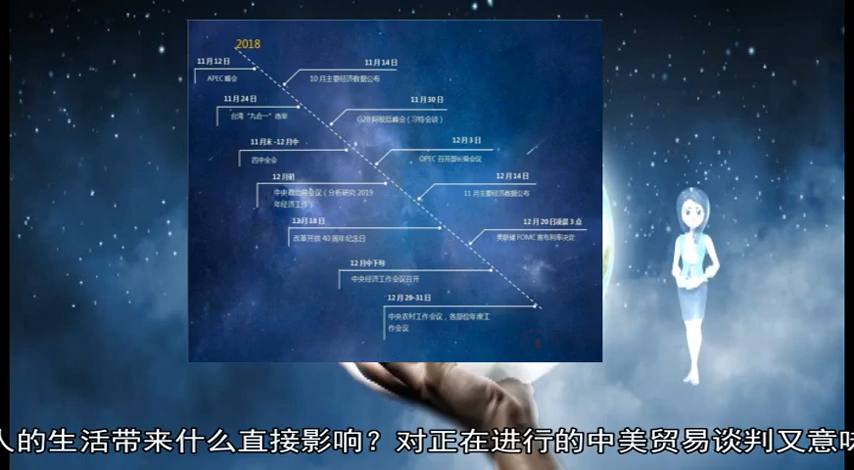 2018
11月12日
APEC峰会
11月14日
10月主要经济数据公布
11月24日
台湾“九合一”选举
11月30日
G20阿根廷峰会(习特会谈)
11月末-12月中
四中全会
12月3日
OPEC召开部长级会议
12月初
中央政治局会议(分析研究2019
年经济工作)
12月14日
11月主要经济数据公布
12月18日
改革开放40周年纪念日
12月20日凌晨3点
美联储FOMC宣布利率决定
12月中下旬
中央经济工作会议召开
12月29-31日
中央农村工作会议,各部位年度工
作会议
人的生活带来什么直接影响?对正在进行的中美贸易谈判又意味